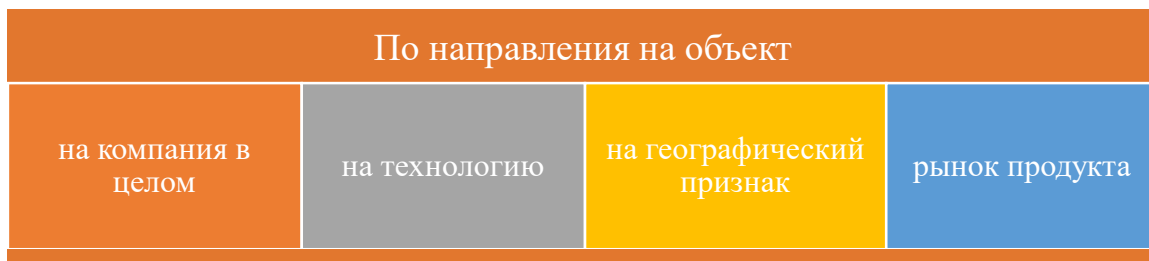 По направления на объект
на компания в
целом
на технологию
на географический
признак
рынок продукта